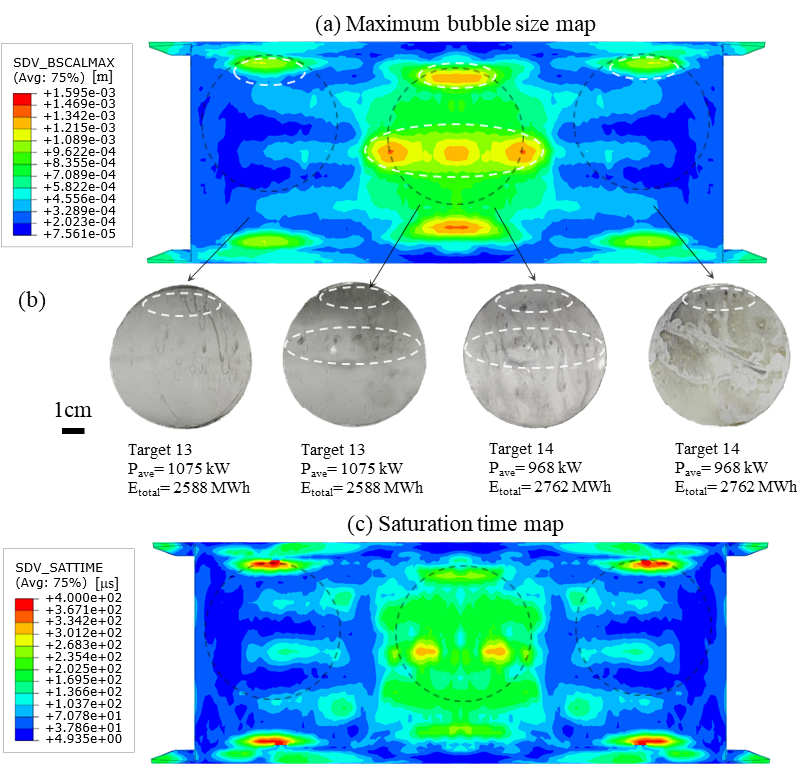 (a) Maximum bubble size map
SDV_BSCALMAX
(Avg: 75%) [m]
+1.595e-03
+1.469e-03
+1.342e-03
+1.215e-03
+1.089e-03
+9.622e-04
+8.355e-04
+7.089e-04
+5.822e-04
+4.556e-04
+3.289e-04
+2.023e-04
+7.561e-05
(b)
1cm
Target 13
Pave= 1075 kW
Etotal= 2588 MWh
Target 13
Pave= 1075 kW
Etotal= 2588 MWh
Target 14
Pave= 968 kW
Etotal= 2762 MWh
Target 14
Pave= 968 kW
Etotal= 2762 MWh
(c) Saturation time map
SDV_SATTIME
(Avg: 75%) [µs]
+4.000e+02
+3.671e+02
+3.342e+02
+3.012e+02
+2.683e+02
+2.354e+02
+2.025e+02
+1.695e+02
+1.366e+02
+1.037e+02
+7.078e+01
+3.786e+01
+4.935e+00